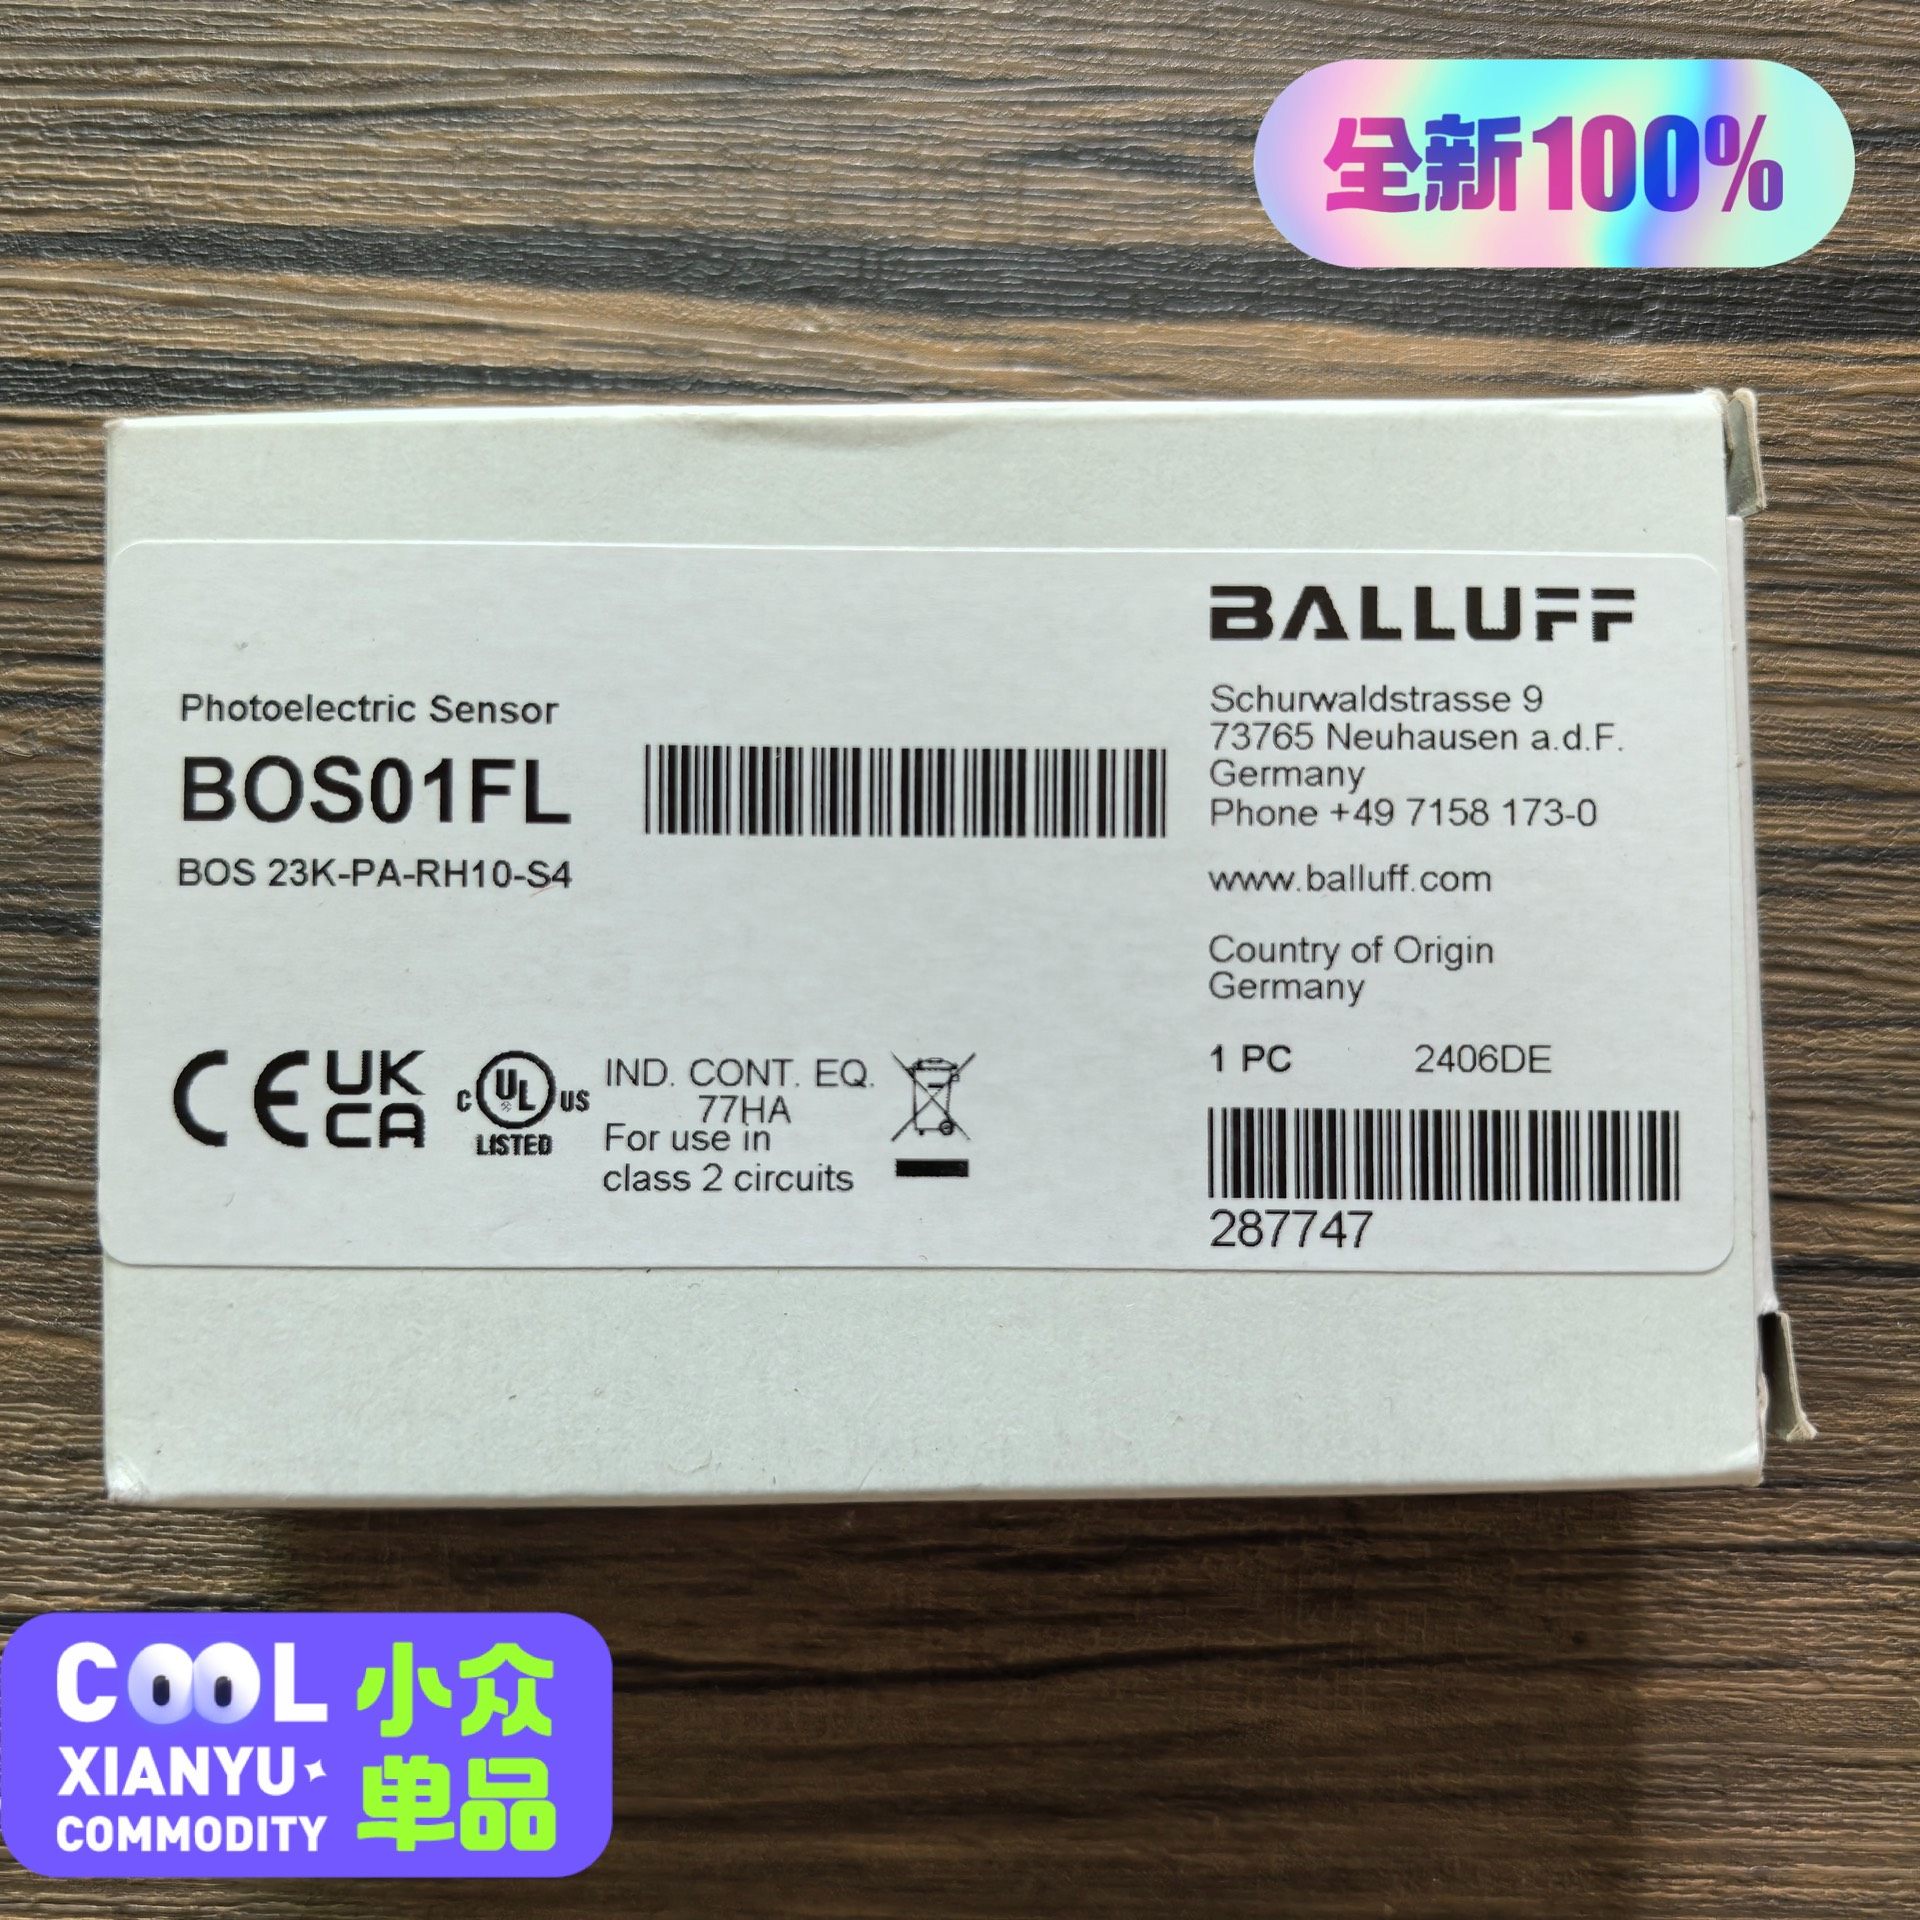 全新100%
BALLUFF
Photoelectric Sensor
BOS01FL
BOS 23K-PA-RH10-S4
Schurwaldstrasse 9
73765 Neuhausen a.d.F.
Germany
Phone +49 7158 173-0
www.balluff.com
Country of Origin
Germany
1 PC 2406DE
287747
CE UK
CA
C UL US
LISTED
IND. CONT. EQ.
77HA
For use in
class 2 circuits
COOL
XIANYU
COMMODITY
小众
单品